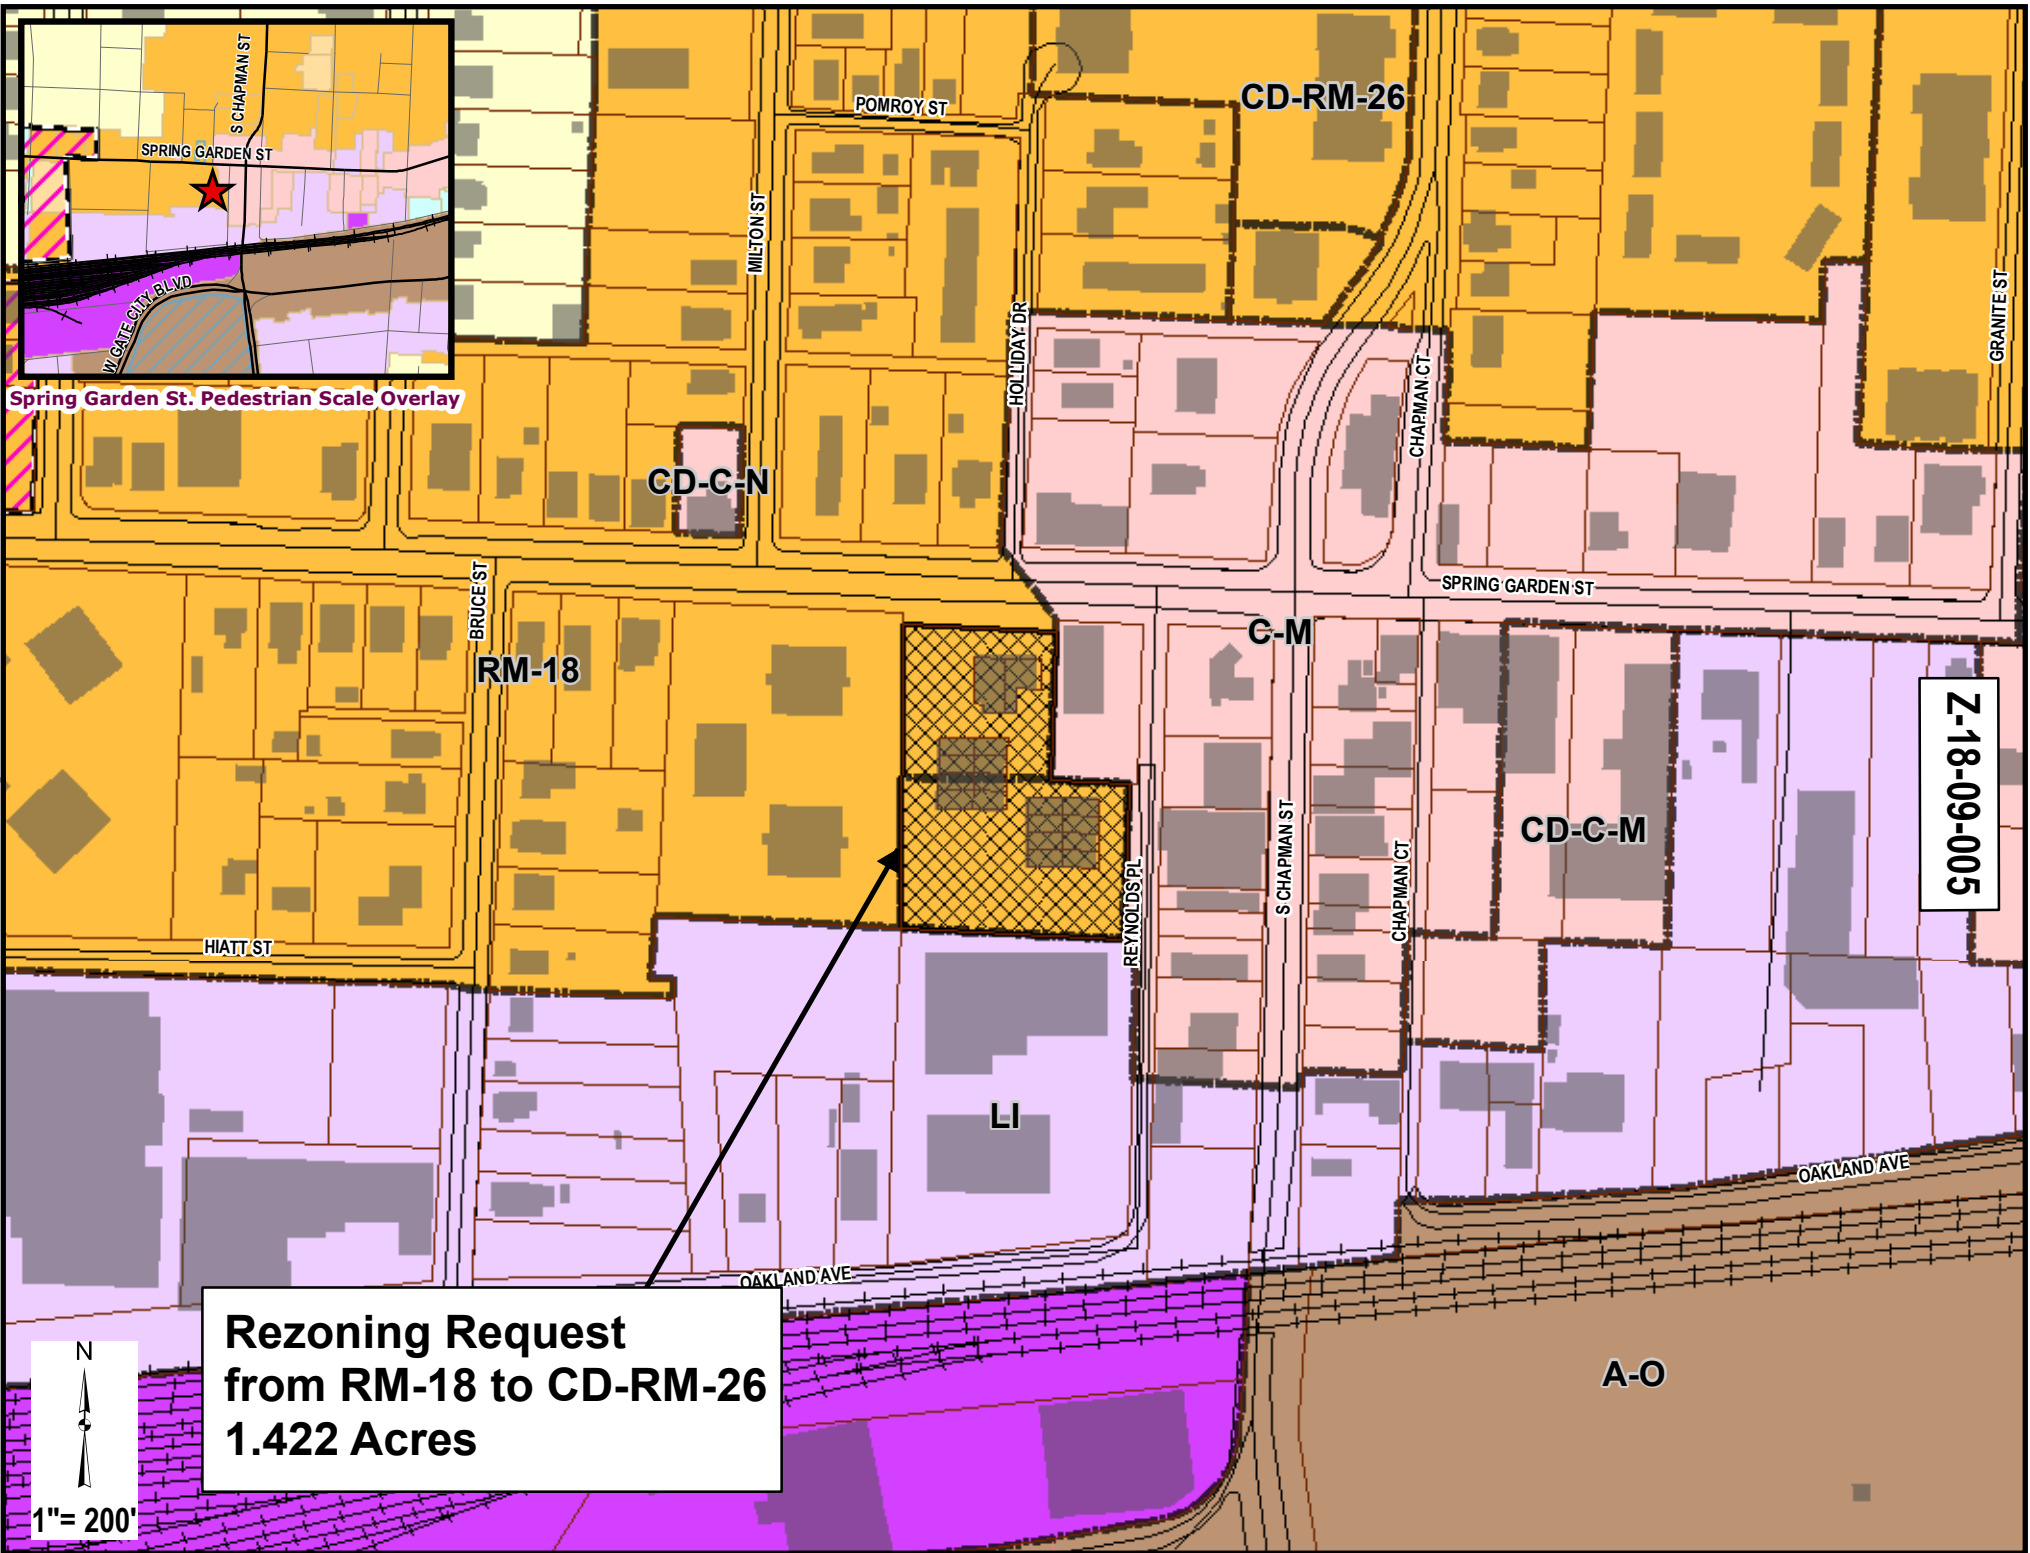 S CHAPMAN ST
SPRING GARDEN ST
W GATE CITY BLVD
Spring Garden St. Pedestrian Scale Overlay
POMROY ST
CD-RM-26
MILTON ST
HOLLIDAY DR
CHAPMAN CT
GRANITE ST
CD-C-N
BRUCE ST
SPRING GARDEN ST
C-M
RM-18
Z-18-09-005
CD-C-M
S CHAPMAN ST
CHAPMAN CT
REYNOLDS PL
HIATT ST
LI
OAKLAND AVE
OAKLAND AVE
Rezoning Request
from RM-18 to CD-RM-26
1.422 Acres
A-O
N
1"= 200'